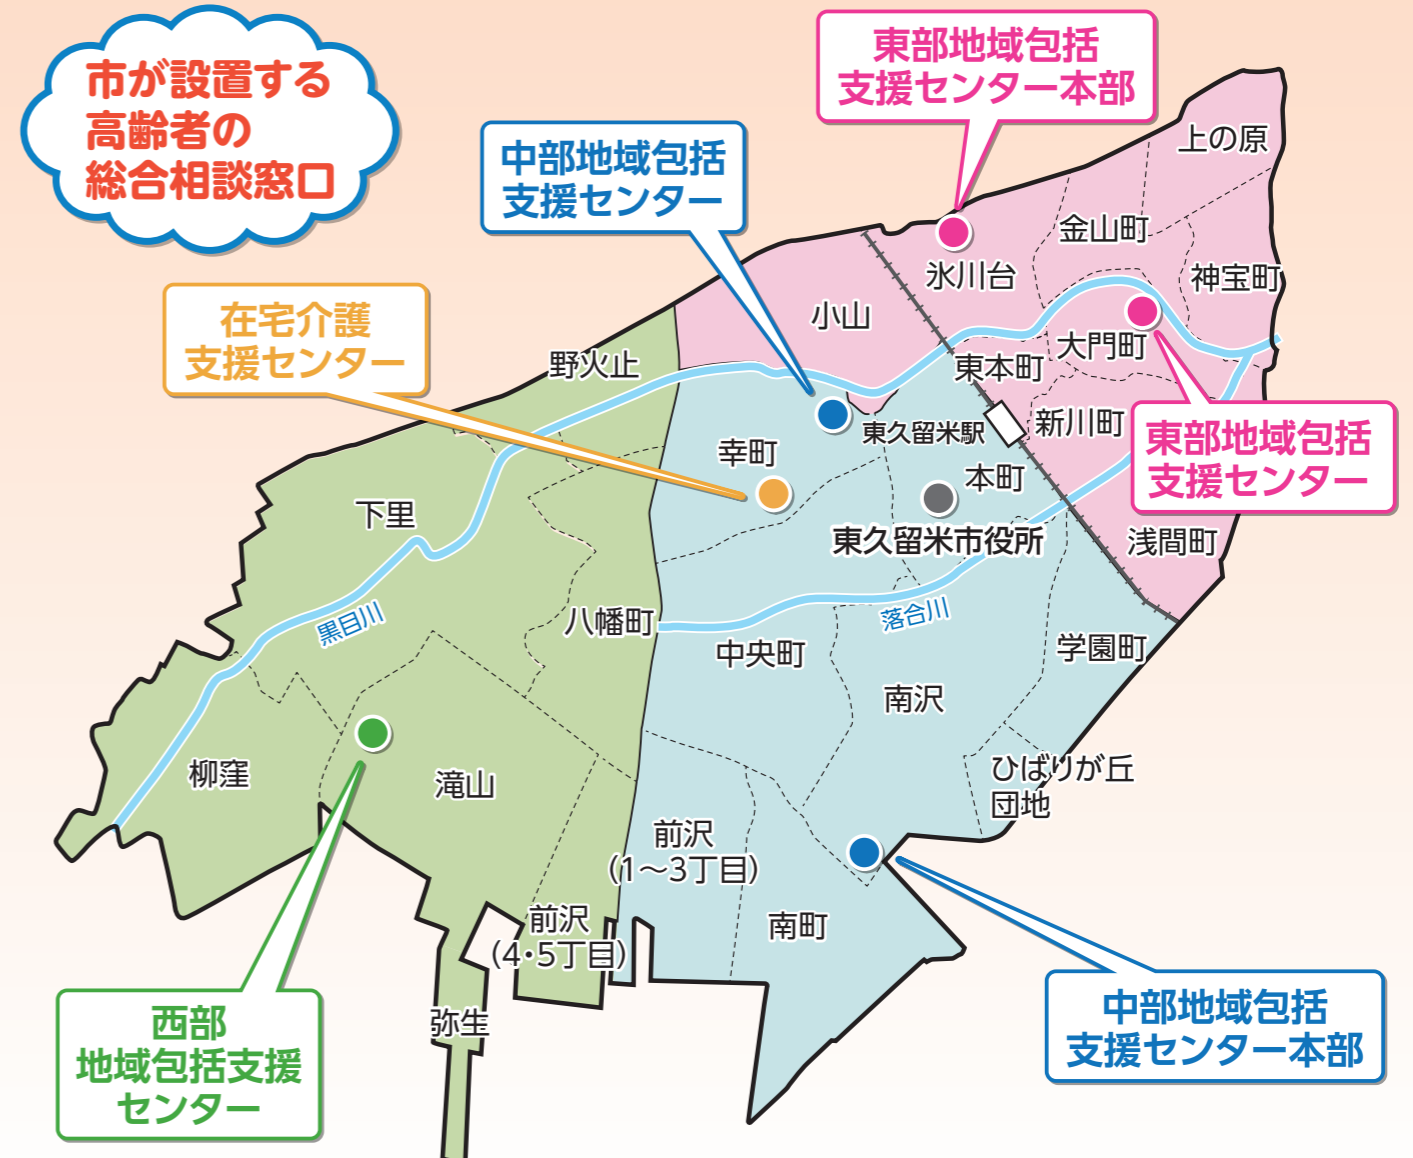 市が設置する
高齢者の
総合相談窓口
東部地域包括
支援センター本部
中部地域包括
支援センター
在宅介護
支援センター
上の原
金山町
氷川台
神宝町
小山
大門町
野火止
東本町
新川町
東久留米駅
東部地域包括
支援センター
幸町
本町
下里
東久留米市役所
浅間町
黒目川
八幡町
落合川
中央町
学園町
南沢
柳窪
滝山
ひばりが丘
団地
前沢
(1〜3丁目)
前沢
(4・5丁目)
南町
弥生
西部
地域包括支援
センター
中部地域包括
支援センター本部